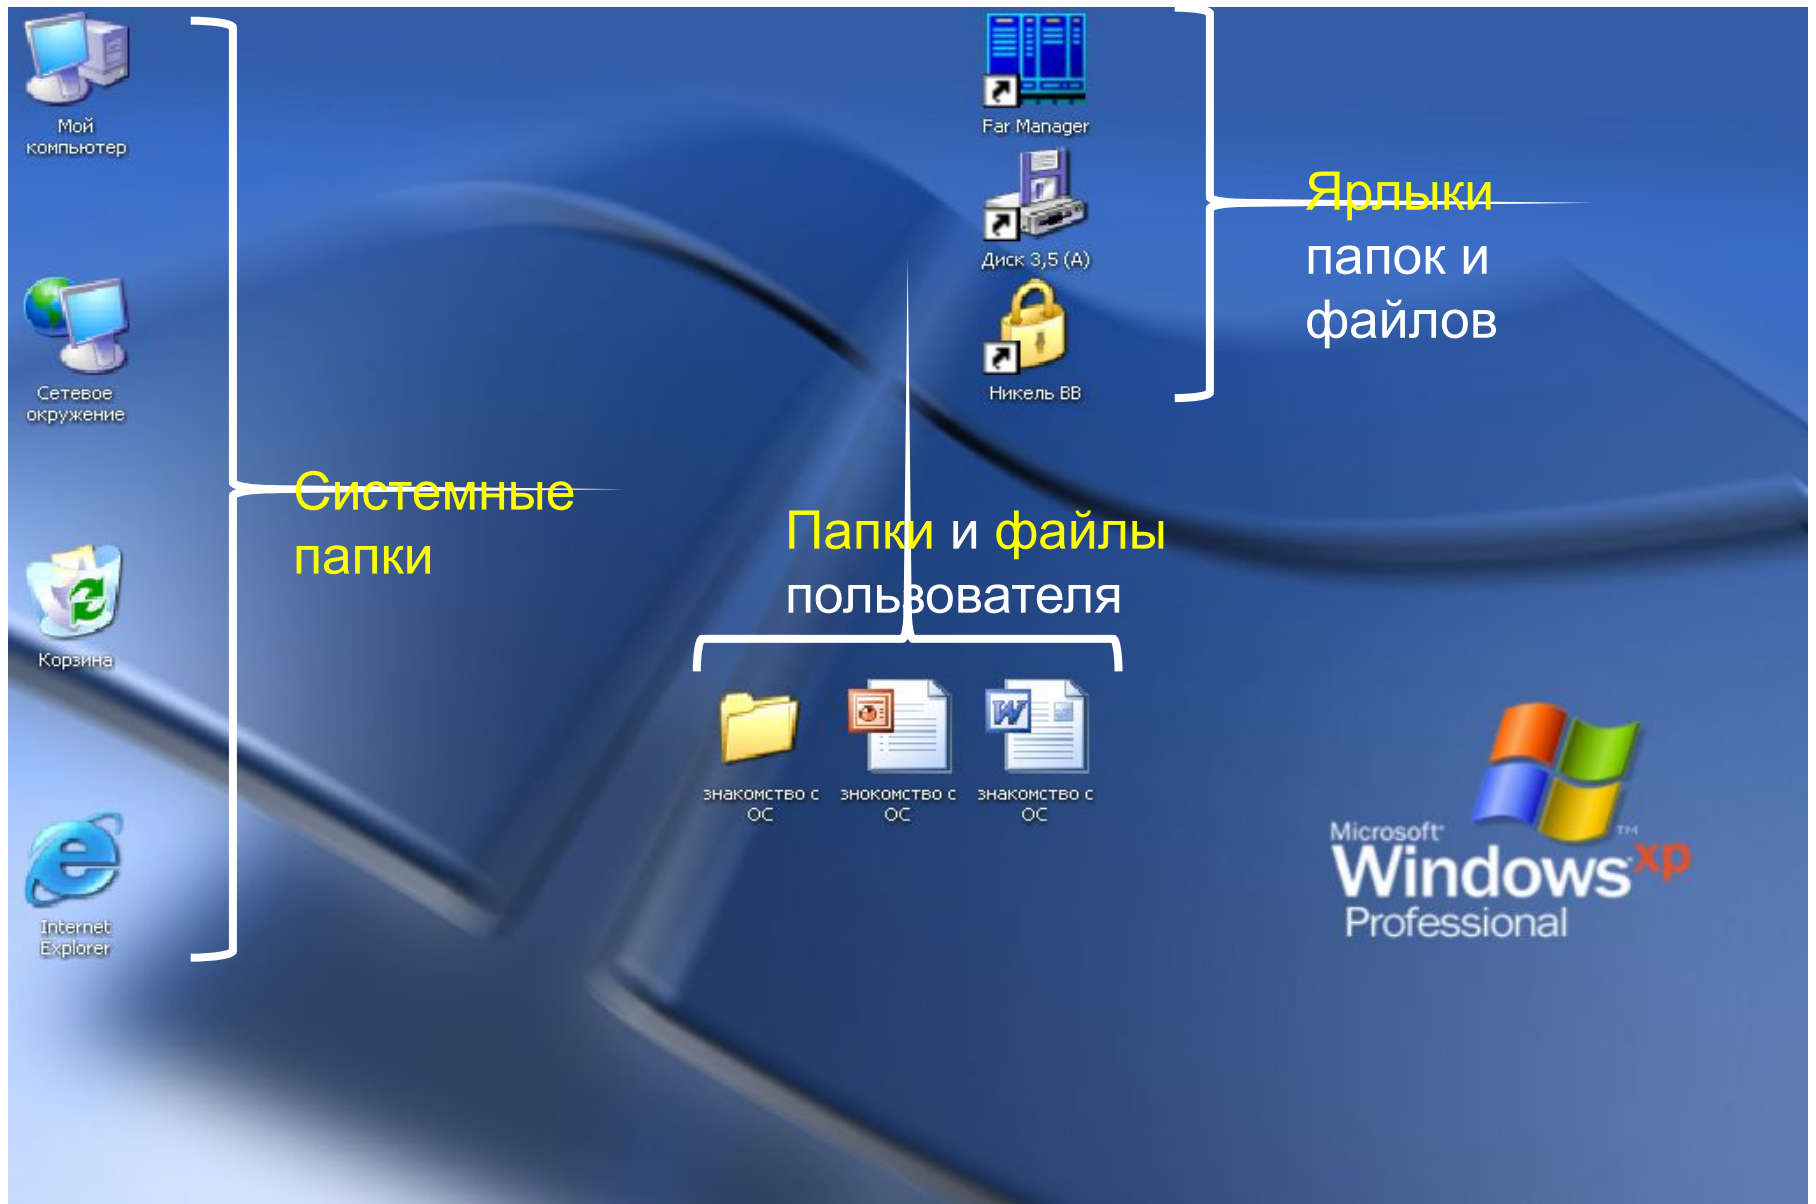 Мой
компьютер
Сетевое
окружение
Корзина
Internet
Explorer
Системные
папки
Far Manager
Диск 3,5 (A)
Никель ВВ
Ярлыки
папок и
файлов
Папки и файлы
пользователя
знакомство с
ОС
знокомство с
ОС
знакомство с
ОС
Microsoft
Windows xp
Professional